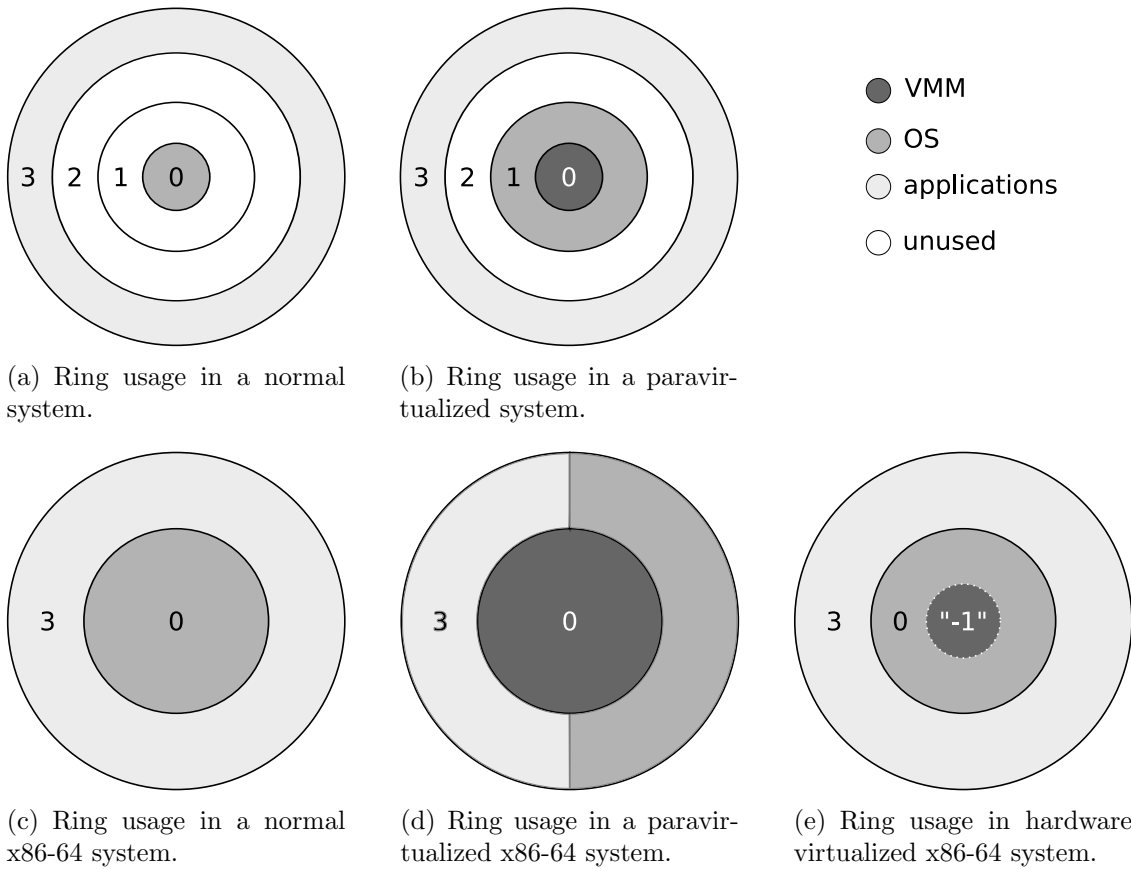 3 2 1 0
3 2 1 0
VMM
OS
applications
unused
(a) Ring usage in a normal
system.
(b) Ring usage in a paravir-
tualized system.
3 0
3 0
3 0 "-1"
(c) Ring usage in a normal
x86-64 system.
(d) Ring usage in a paravir-
tualized x86-64 system.
(e) Ring usage in hardware
virtualized x86-64 system.